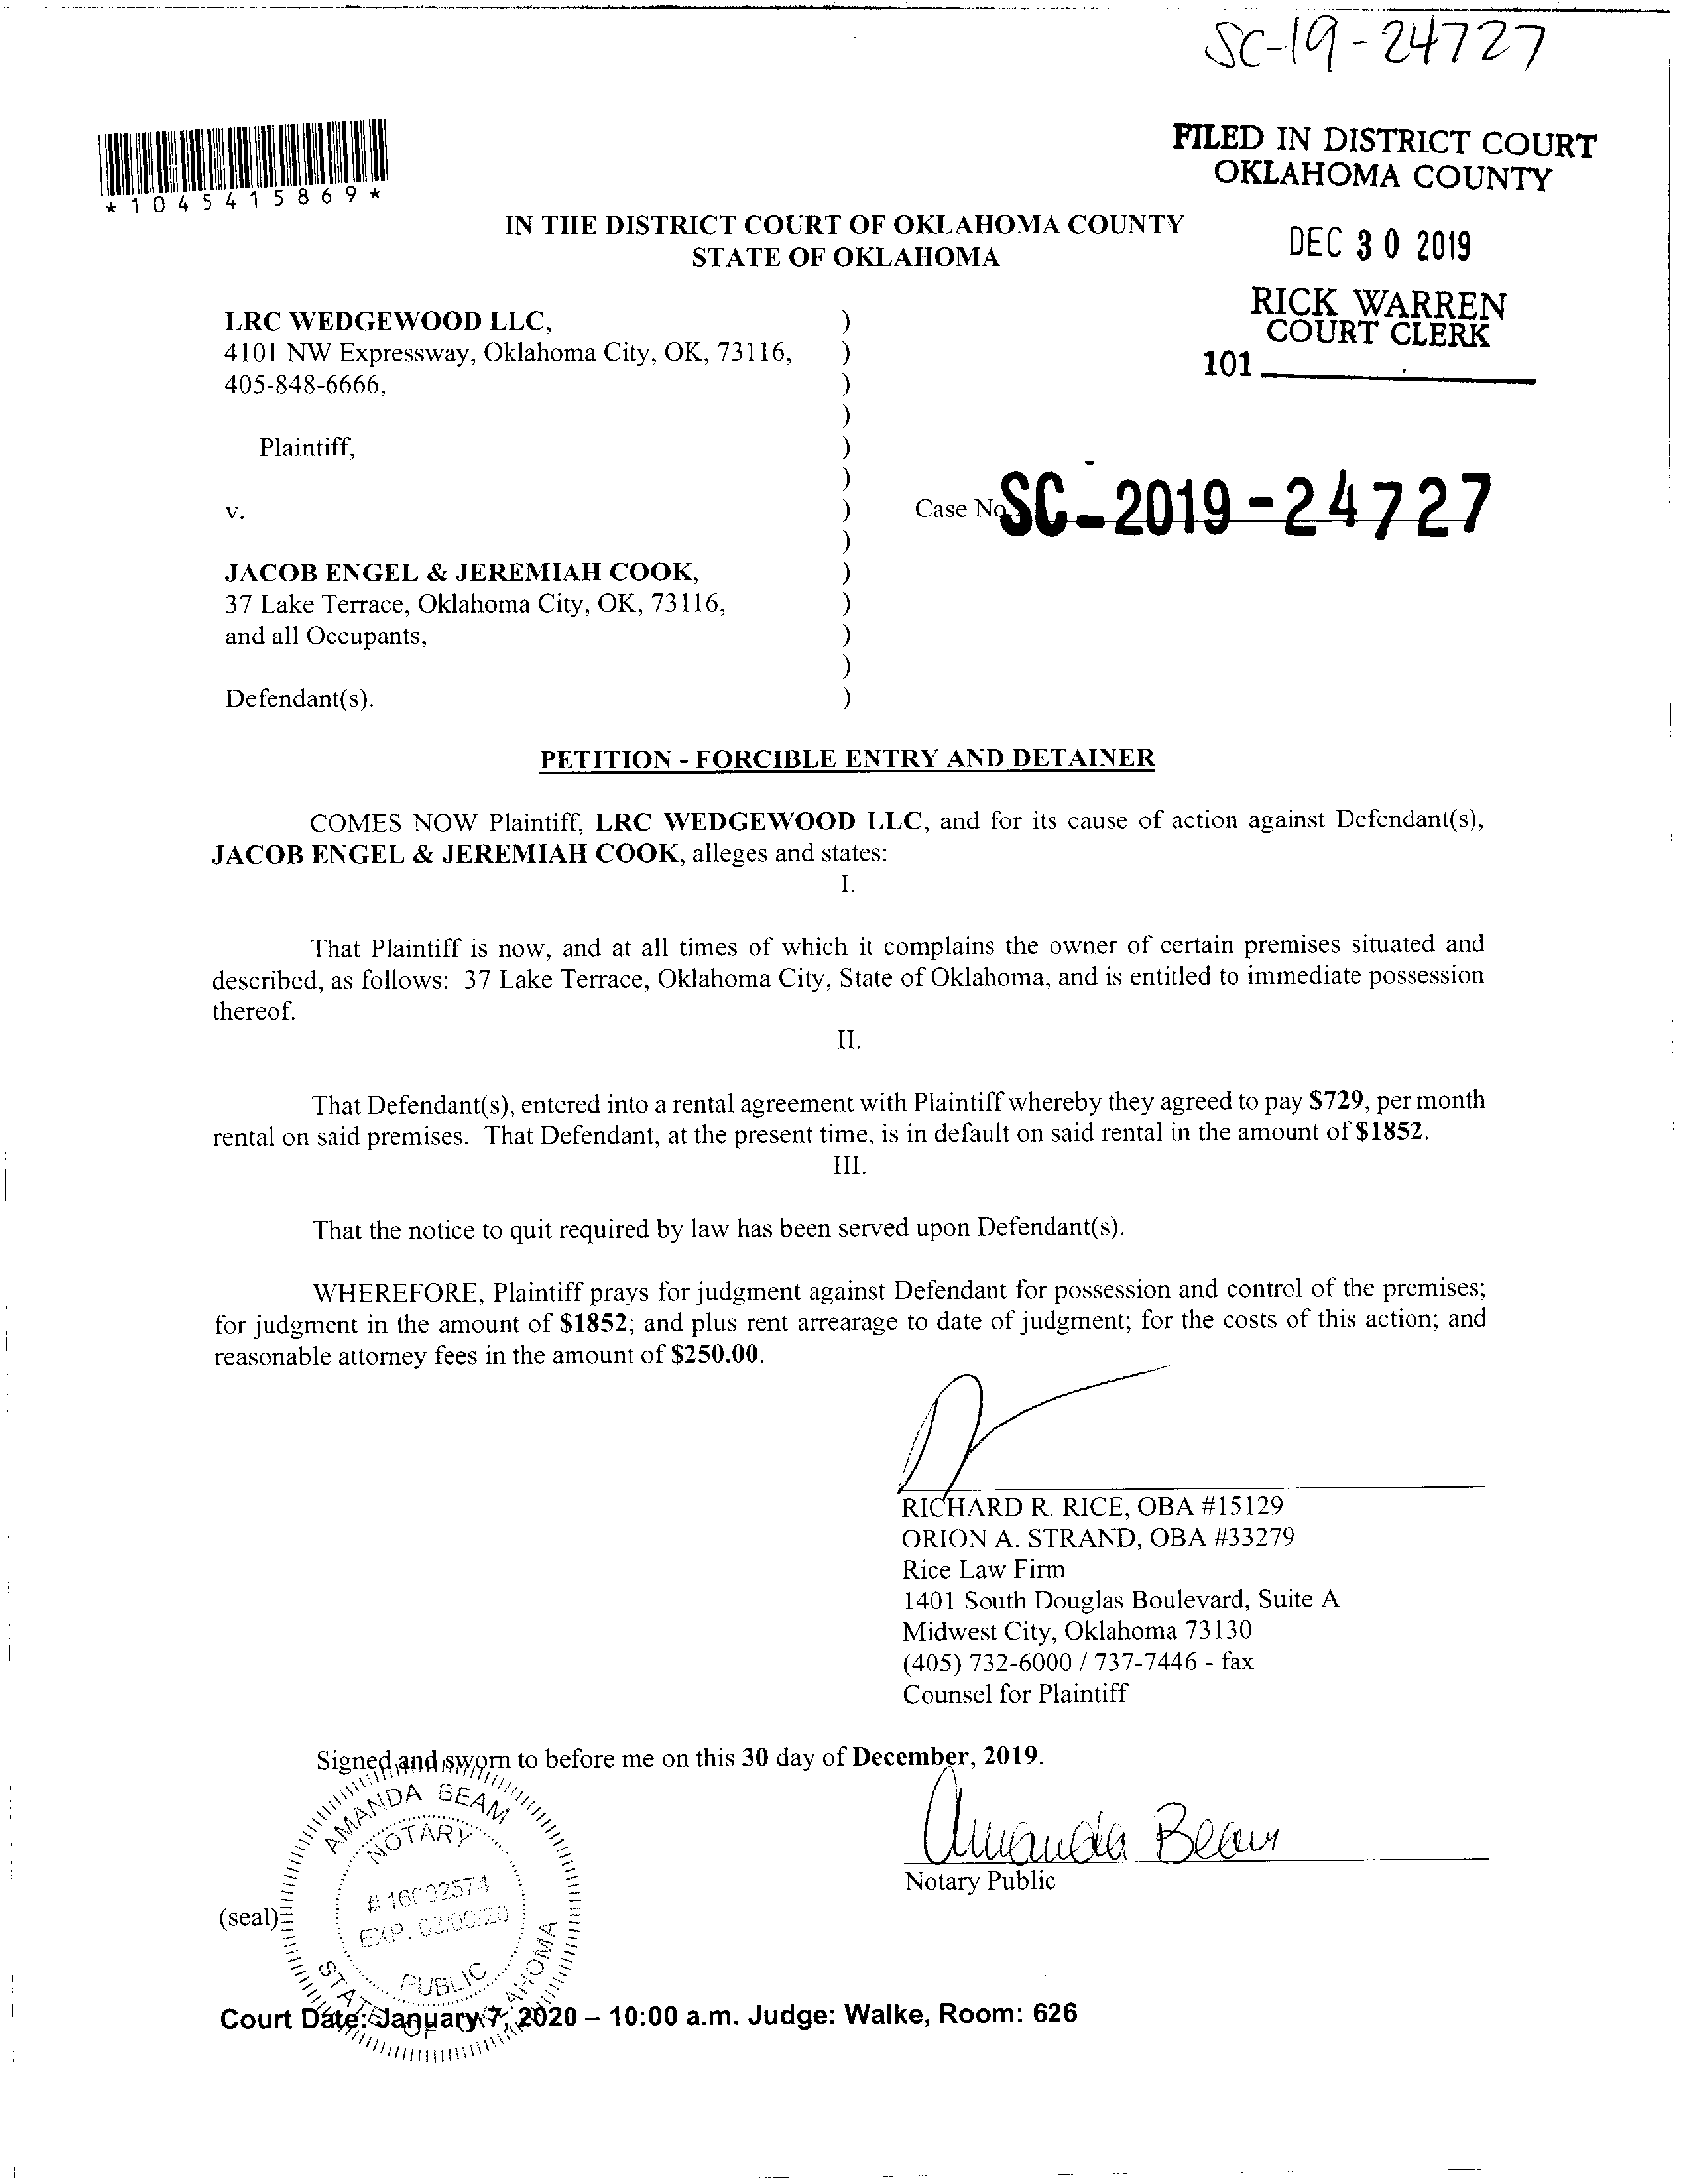 SC-19-24727
FILED IN DISTRICT COURT
OKLAHOMA COUNTY
*1045415869*
IN THE DISTRICT COURT OF OKLAHOMA COUNTY
STATE OF OKLAHOMA
DEC 30 2019
RICK WARREN
COURT CLERK
101
LRC WEDGEWOOD LLC, )
4101 NW Expressway, Oklahoma City, OK, 73116, )
405-848-6666, )
)
Plaintiff, )
)
v. )
Case No. SC-2019-24727
)
JACOB ENGEL & JEREMIAH COOK, )
37 Lake Terrace, Oklahoma City, OK, 73116, )
and all Occupants, )
)
Defendant(s). )
PETITION - FORCIBLE ENTRY AND DETAINER
COMES NOW Plaintiff, LRC WEDGEWOOD LLC, and for its cause of action against Defendant(s),
JACOB ENGEL & JEREMIAH COOK, alleges and states:
I.
That Plaintiff is now, and at all times of which it complains the owner of certain premises situated and
described, as follows: 37 Lake Terrace, Oklahoma City, State of Oklahoma, and is entitled to immediate possession
thereof.
II.
That Defendant(s), entered into a rental agreement with Plaintiff whereby they agreed to pay $729, per month
rental on said premises. That Defendant, at the present time, is in default on said rental in the amount of $1852.
III.
That the notice to quit required by law has been served upon Defendant(s).
WHEREFORE, Plaintiff prays for judgment against Defendant for possession and control of the premises;
for judgment in the amount of $1852; and plus rent arrearage to date of judgment; for the costs of this action; and
reasonable attorney fees in the amount of $250.00.
RICHARD R. RICE, OBA #15129
ORION A. STRAND, OBA #33279
Rice Law Firm
1401 South Douglas Boulevard, Suite A
Midwest City, Oklahoma 73130
(405) 732-6000 / 737-7446 - fax
Counsel for Plaintiff
Signed and sworn to before me on this 30 day of December, 2019.
AMANDA BEAM
NOTARY
Amanda Beam
Notary Public
# 16002574
(seal)
EXP.
PUBLIC
STATE OF OKLAHOMA
Court Date: January 7, 2020 – 10:00 a.m. Judge: Walke, Room: 626